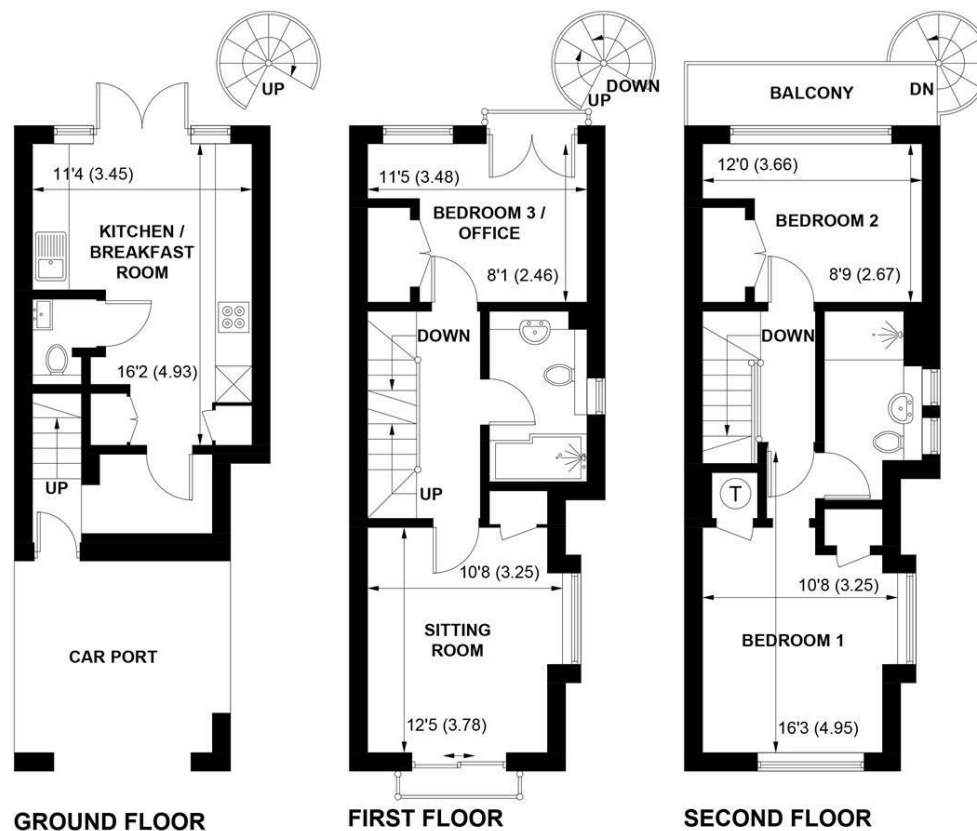 UP
11'4 (3.45)
KITCHEN /
BREAKFAST
ROOM
16'2 (4.93)
UP
CAR PORT
GROUND FLOOR
DOWN
UP
11'5 (3.48)
BEDROOM 3 /
OFFICE
8'1 (2.46)
DOWN
UP
10'8 (3.25)
SITTING
ROOM
12'5 (3.78)
FIRST FLOOR
BALCONY
DN
12'0 (3.66)
BEDROOM 2
8'9 (2.67)
DOWN
T
10'8 (3.25)
BEDROOM 1
16'3 (4.95)
SECOND FLOOR